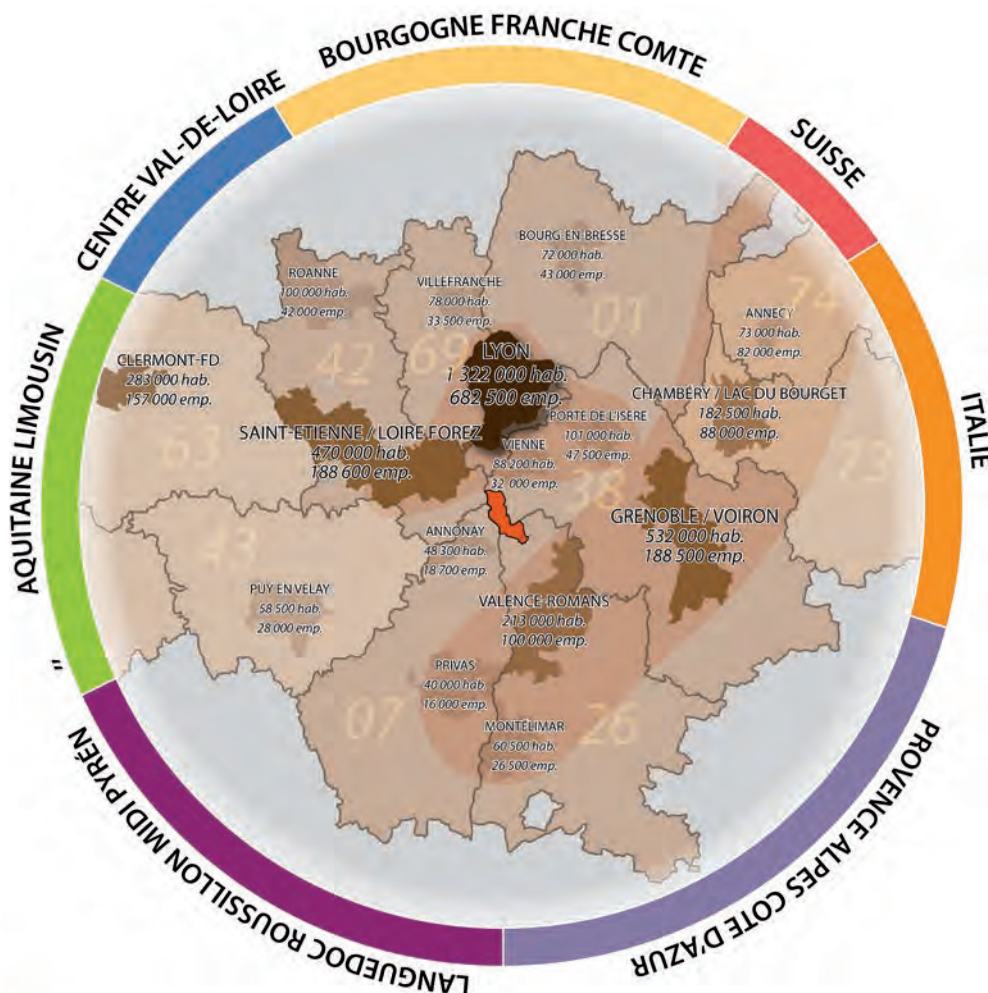 BOURGOGNE FRANCHE COMTE
SUISSE
ITALIE
PROVENCE ALPES COTE D'AZUR
LANGUEDOC ROUSSILLON MIDI PYRÉN
"
AQUITAINE LIMOUSIN
CENTRE VAL-DE-LOIRE
BOURG-EN-BRESSE
72 000 hab.
43 000 emp.
ROANNE
100 000 hab.
42 000 emp.
VILLEFRANCHE
78 000 hab.
33 500 emp.
01
74
ANNECY
73 000 hab.
82 000 emp.
42
69
LYON
1 322 000 hab.
682 500 emp.
CLERMONT-FD
283 000 hab.
157 000 emp.
63
CHAMBÉRY / LAC DU BOURGET
182 500 hab.
88 000 emp.
PORTE DE L'ISÈRE
101 000 hab.
47 500 emp.
SAINT-ETIENNE / LOIRE FOREZ
470 000 hab.
188 600 emp.
VIENNE
88 200 hab.
32 000 emp.
73
38
GRENOBLE / VOIRON
532 000 hab.
188 500 emp.
ANNONAY
48 300 hab.
18 700 emp.
43
PUY EN VELAY
58 500 hab.
28 000 emp.
VALENCE-ROMANS
213 000 hab.
100 000 emp.
PRIVAS
40 000 hab.
16 000 emp.
07
26
MONTÉLIMAR
60 500 hab.
26 500 emp.